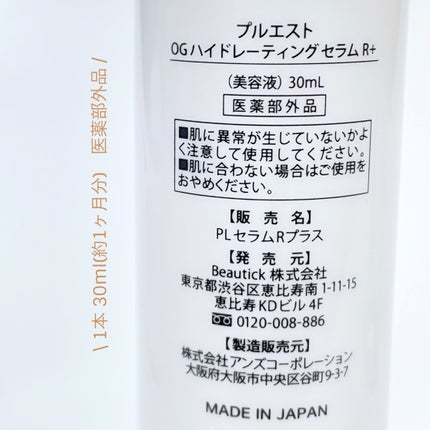 プルエスト
OGハイドレーティングセラムR+
(美容液) 30mL
医薬部外品
■肌に異常が生じていないかよ
く注意して使用してください。
■肌に合わない場合はご使用を
おやめください。
【販売名】
PLセラムRプラス
【発売元】
Beautick 株式会社
東京都渋谷区恵比寿南1-11-15
恵比寿KDビル4F
0120-008-886
【製造販売元】
株式会社アンズコーポレーション
大阪府大阪市中央区谷町9-3-7
MADE IN JAPAN
\ 1本 30ml(約1ヶ月分) 医薬部外品 /